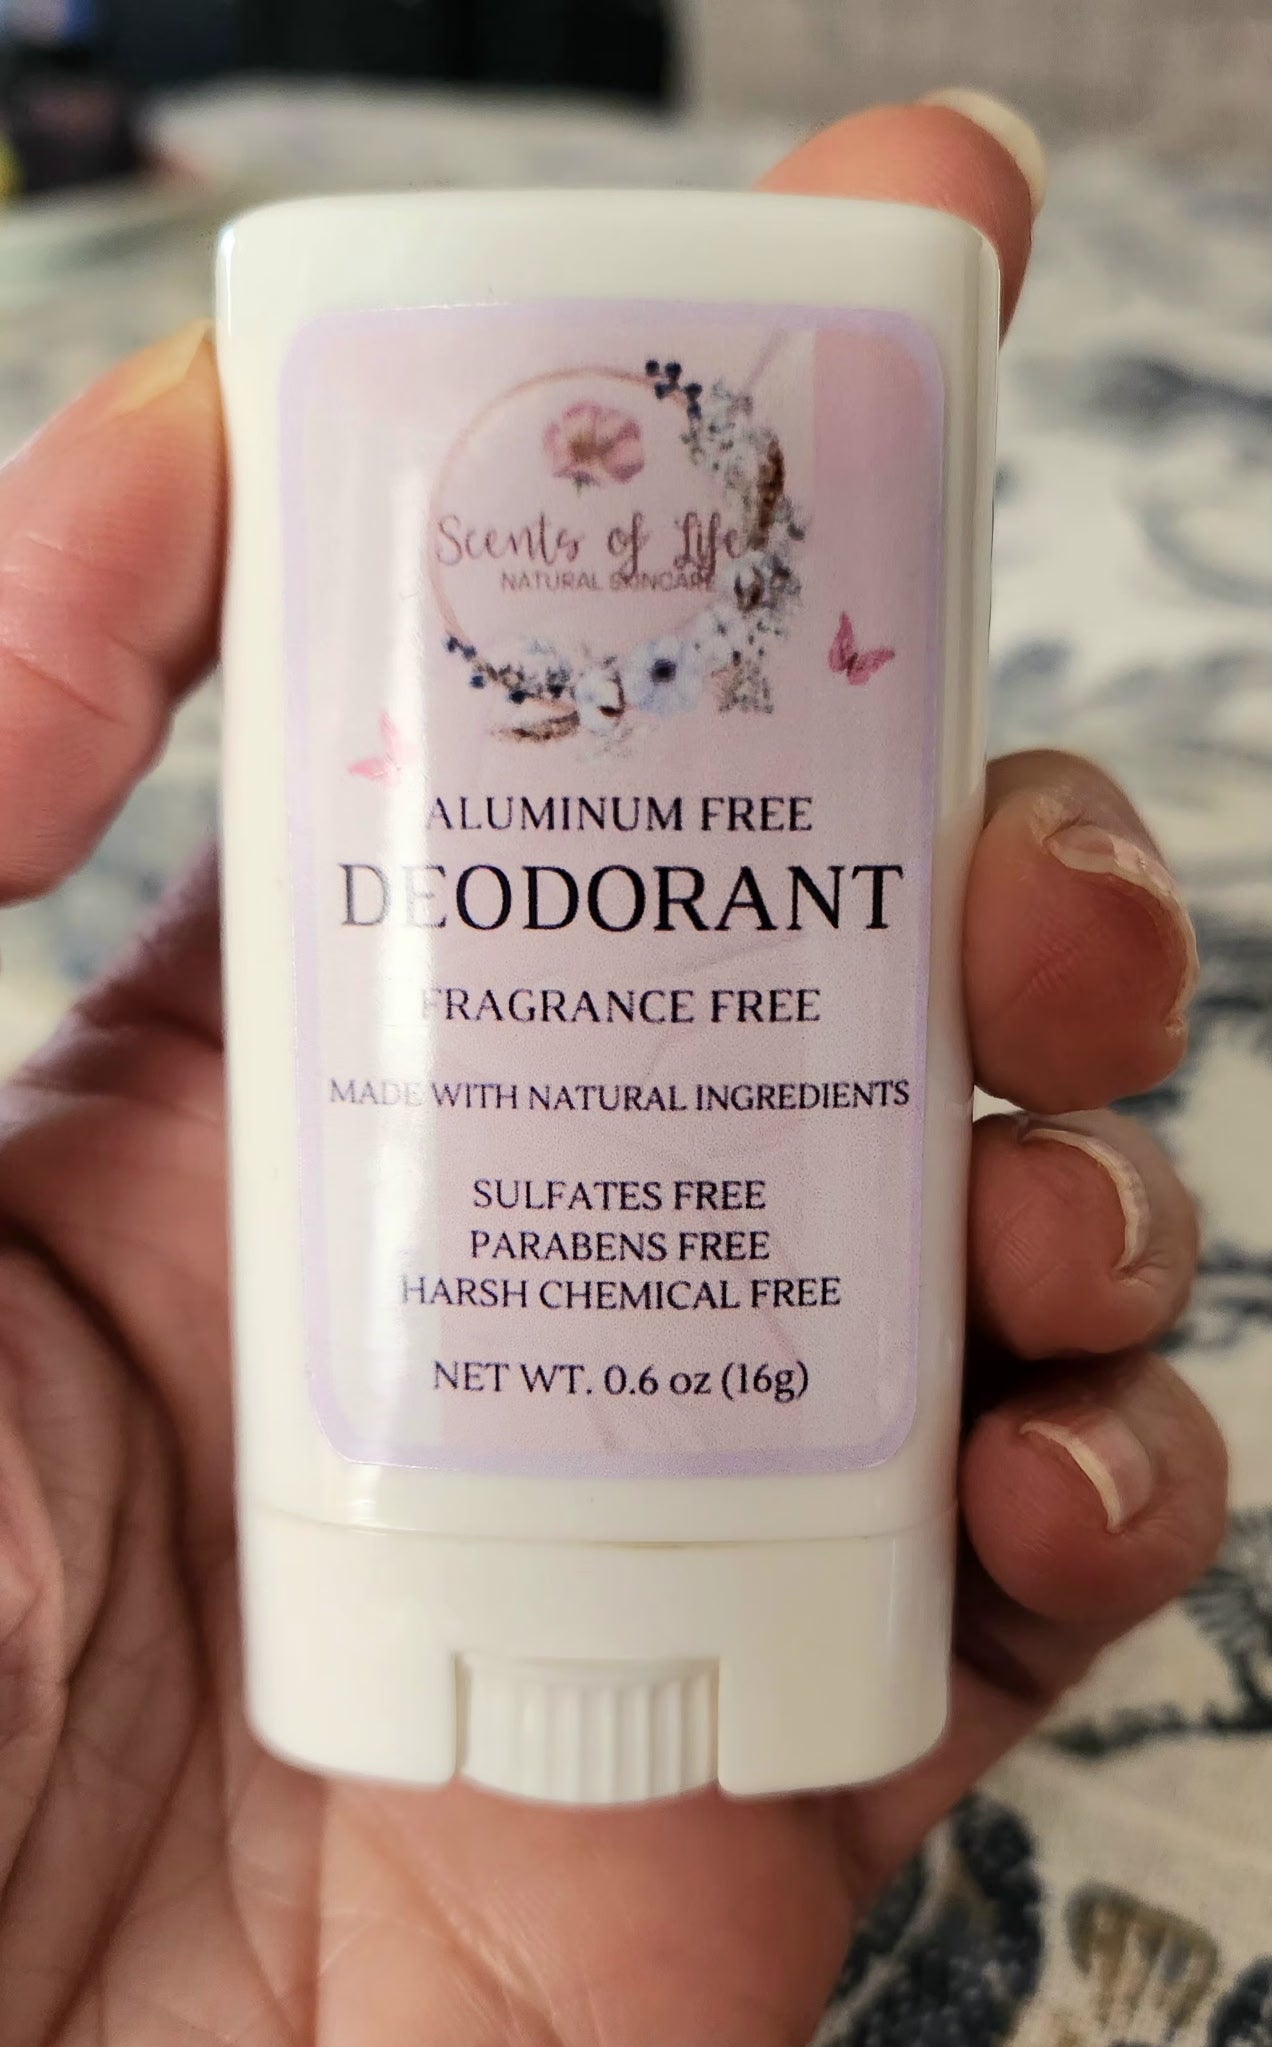 Scents of Life
NATURAL SKINCARE
ALUMINUM FREE
DEODORANT
FRAGRANCE FREE
MADE WITH NATURAL INGREDIENTS
SULFATES FREE
PARABENS FREE
HARSH CHEMICAL FREE
NET WT. 0.6 oz (16g)